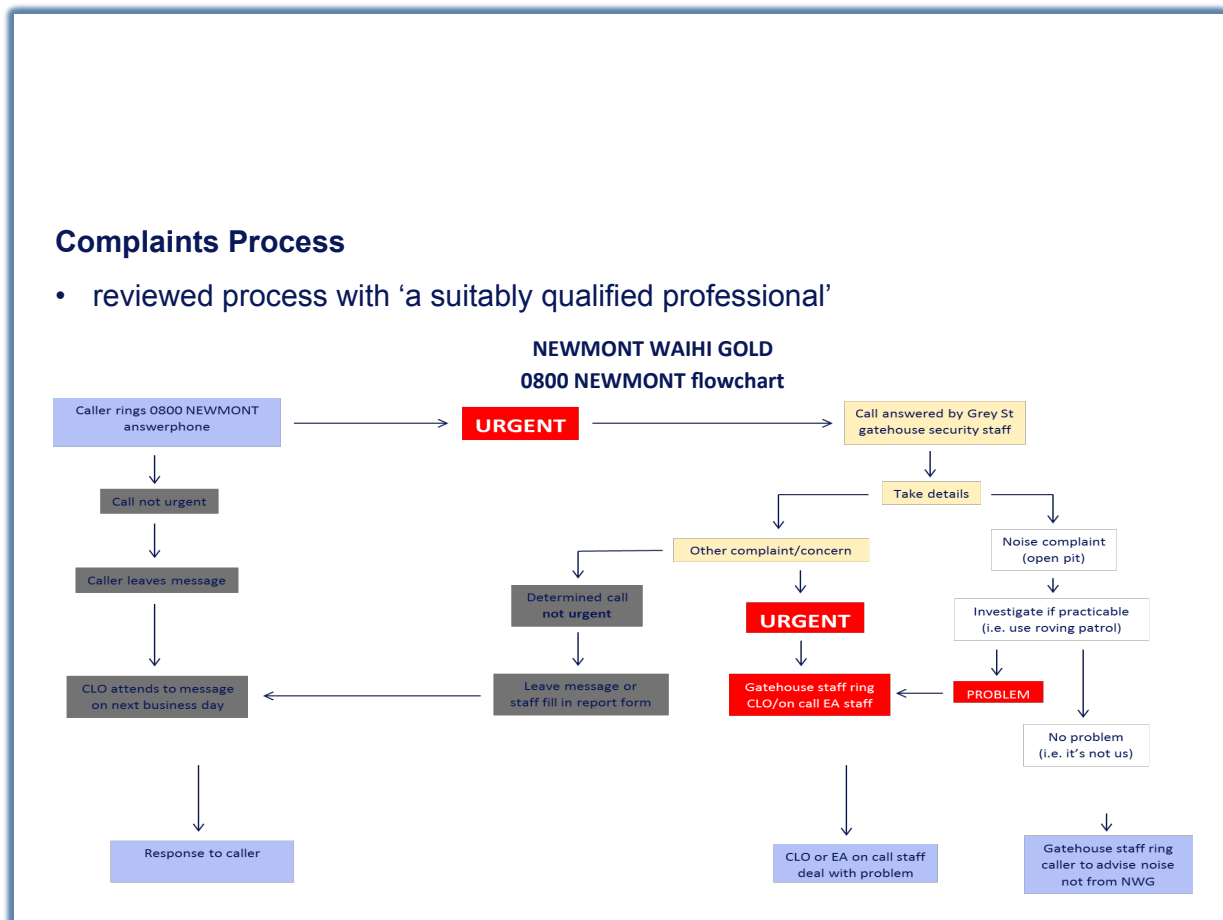 Complaints Process
• reviewed process with ‘a suitably qualified professional’
NEWMONT WAIHI GOLD
0800 NEWMONT flowchart
Caller rings 0800 NEWMONT
answerphone
URGENT
Call answered by Grey St
gatehouse security staff
Call not urgent
Take details
Noise complaint
(open pit)
Other complaint/concern
Caller leaves message
Determined call
not urgent
URGENT
Investigate if practicable
(i.e. use roving patrol)
CLO attends to message
on next business day
Leave message or
staff fill in report form
Gatehouse staff ring
CLO/on call EA staff
PROBLEM
No problem
(i.e. it’s not us)
Response to caller
CLO or EA on call staff
deal with problem
Gatehouse staff ring
caller to advise noise
not from NWG